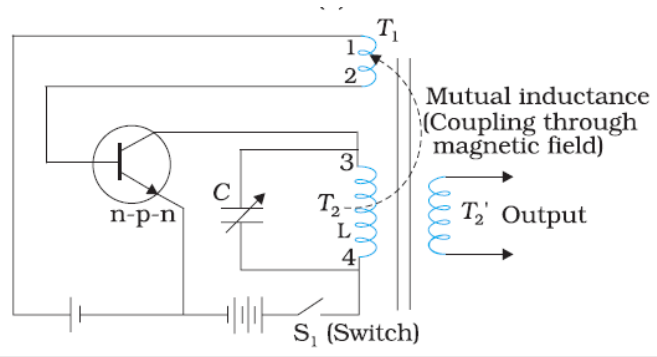 T₁
1
2
Mutual inductance
(Coupling through
magnetic field)
3
C
T₂
n-p-n
L
T₂' Output
4
S₁ (Switch)